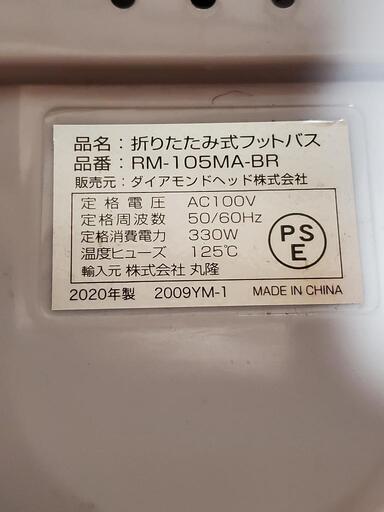 品名：折りたたみ式フットバス
品番：RM-105MA-BR
販売元：ダイアモンドヘッド株式会社
定格電圧 AC100V
定格周波数 50/60Hz
定格消費電力 330W
温度ヒューズ 125℃
輸入元 株式会社 丸隆
PS
E
2020年製 2009YM-1 MADE IN CHINA